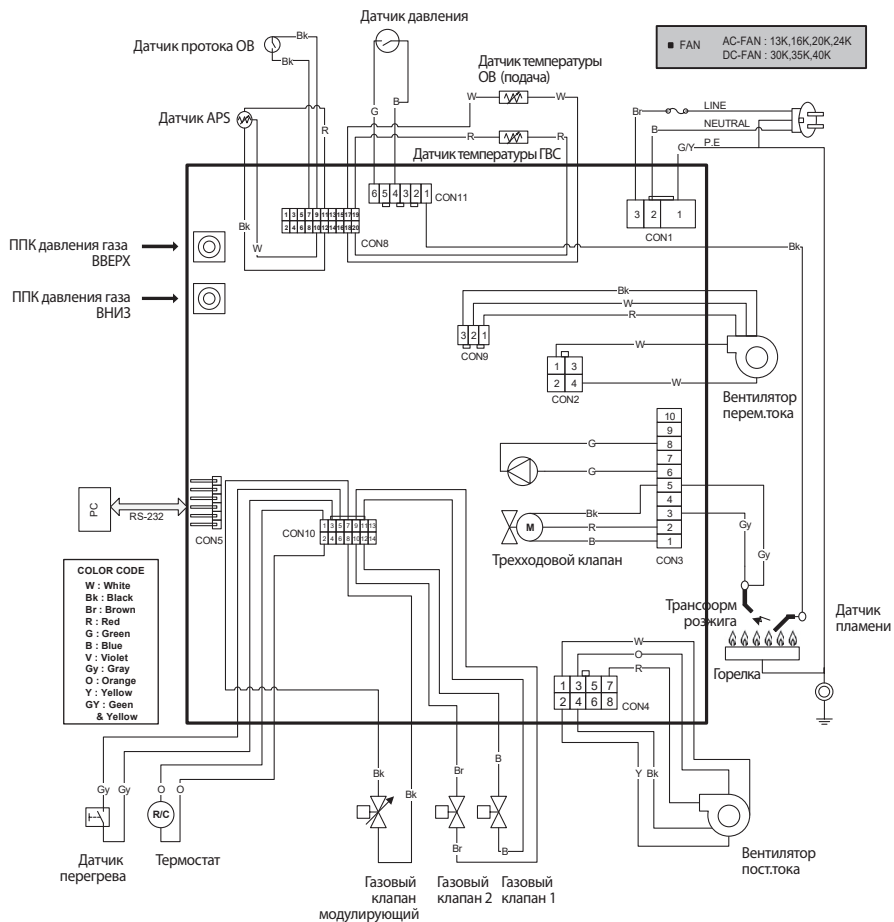 Датчик давления
Датчик протока ОВ
Bk
Bk
Датчик температуры
ОВ (подача)
■ FAN
AC-FAN : 13K,16K,20K,24K
DC-FAN : 30K,35K,40K
W
W
Датчик APS
R
G
B
R
R
Датчик температуры ГВС
Br
LINE
B
NEUTRAL
G/Y
P.E
6 5 4 3 2 1
CON11
1 3 5 7 9 11 13 15 17 19
2 4 6 8 10 12 14 16 18 20
CON8
3 2 1
CON1
Bk
W
Bk
ППК давления газа
ВВЕРХ
ППК давления газа
ВНИЗ
Bk
W
R
3 2 1
CON9
W
1 3
2 4
CON2
W
Вентилятор
перем.тока
10
9
8
7
6
5
4
3
2
1
CON3
G
G
Bk
R
B
M
Трехходовой клапан
Gy
Gy
PC
RS-232
CON5
1 3 5 7 9 11 13
2 4 6 8 10 12 14
CON10
COLOR CODE
W : White
Bk : Black
Br : Brown
R : Red
G : Green
B : Blue
V : Violet
Gy : Gray
O : Orange
Y : Yellow
GY : Geen
& Yellow
Трансформ
розжига
Датчик
пламени
Горелка
W
O
R
1 3 5 7
2 4 6 8
CON4
Y Bk
Gy
Gy
O
O
R/C
Bk
Bk
Br
Br
B
B
Датчик
перегрева
Термостат
Газовый
клапан
модулирующий
Газовый
клапан 2
Газовый
клапан 1
Вентилятор
пост.тока